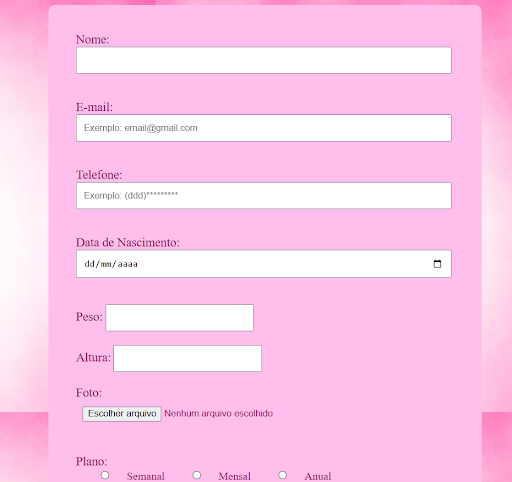 Nome:
E-mail:
Exemplo: email@gmail.com
Telefone:
Exemplo: (ddd)*********
Data de Nascimento:
dd/mm/aaaa
Peso:
Altura:
Foto:
Escolher arquivo Nenhum arquivo escolhido
Plano:
Semanal Mensal Anual